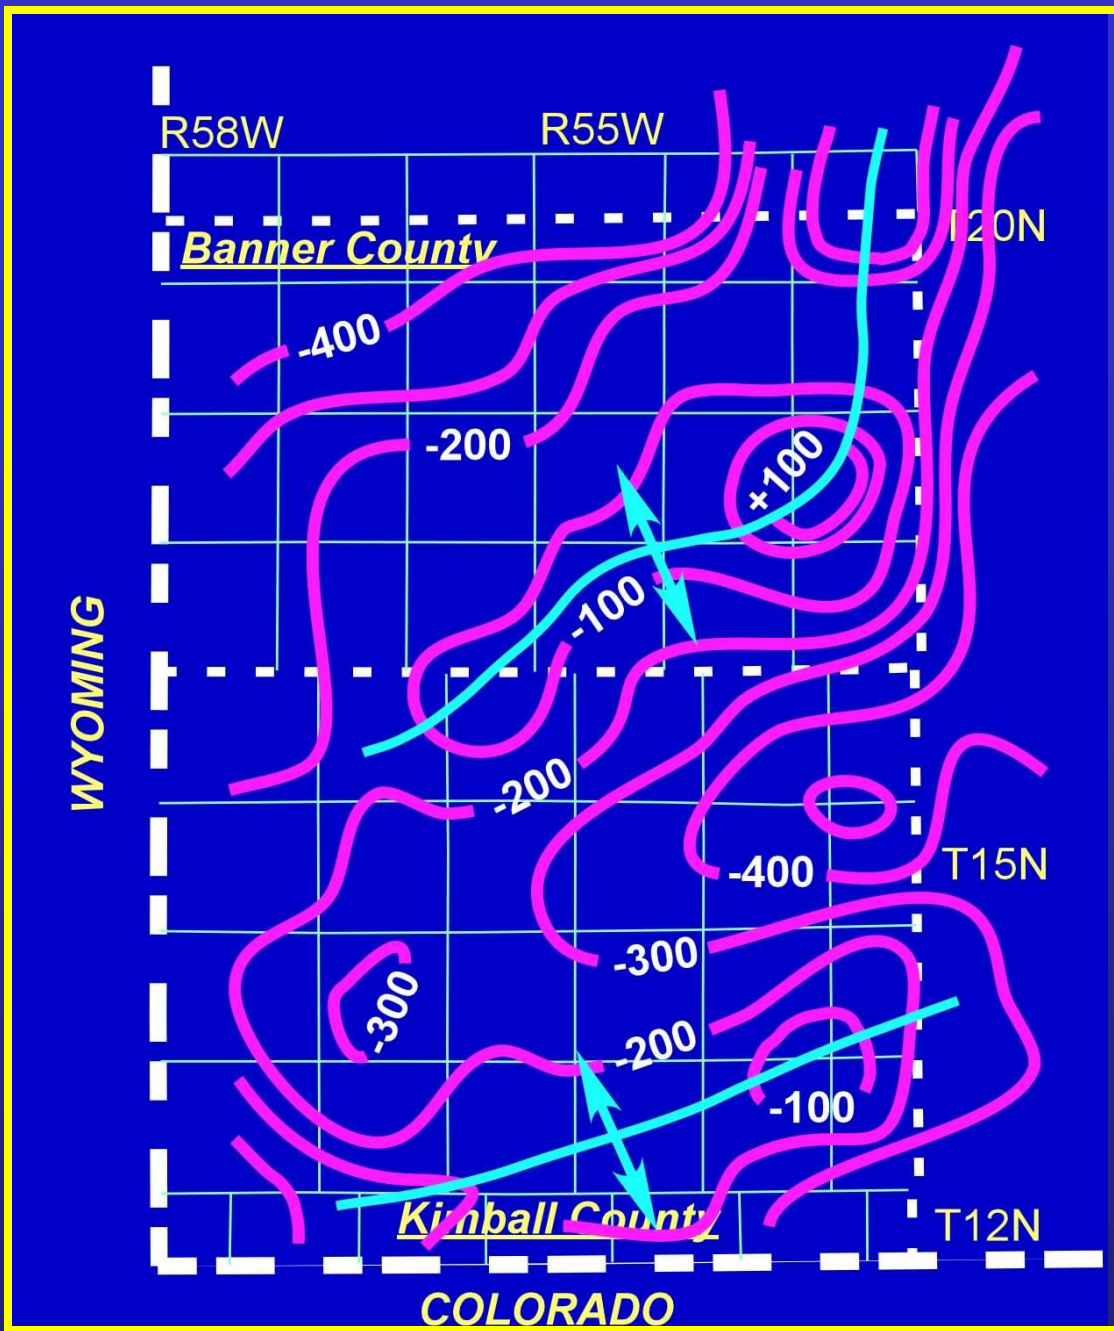 R58W
R55W
T20N
Banner County
-400
-200
+100
-100
WYOMING
-200
-400
T15N
-300
-300
-200
-100
Kimball County
T12N
COLORADO